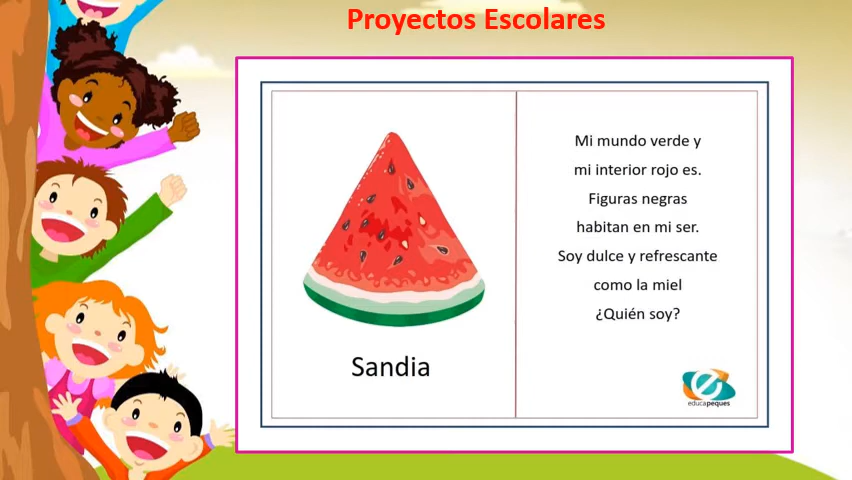 Proyectos Escolares
Sandia
Mi mundo verde y
mi interior rojo es.
Figuras negras
habitan en mi ser.
Soy dulce y refrescante
como la miel
¿Quién soy?
educapeques